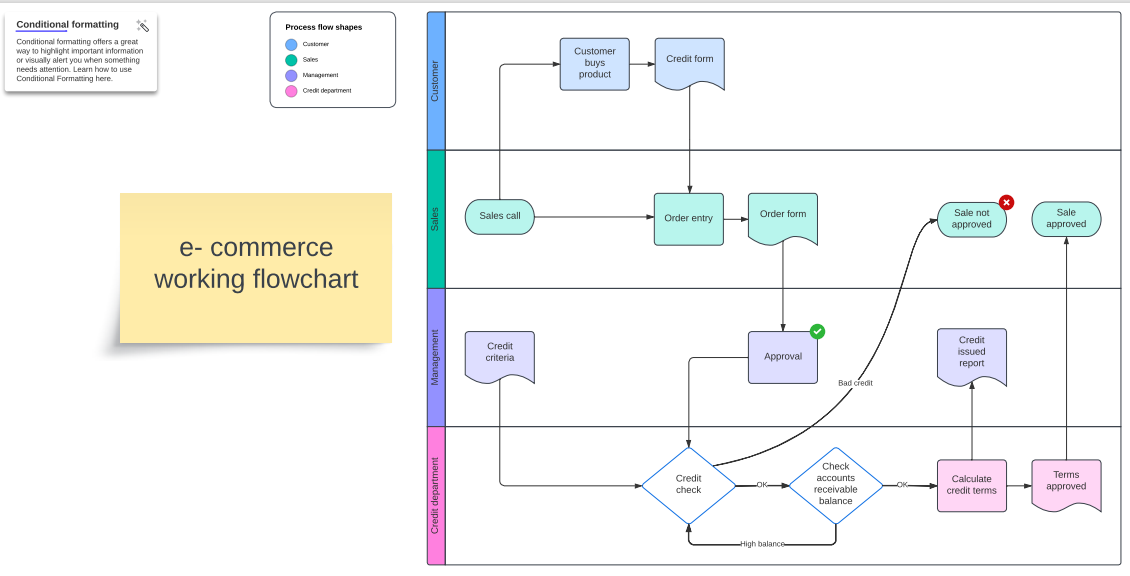 Conditional formatting
Conditional formatting offers a great
way to highlight important information
or visually alert you when something
needs attention. Learn how to use
Conditional Formatting here.
Process flow shapes
Customer
Sales
Management
Credit department
e- commerce
working flowchart
Customer
Customer
buys
product
Credit form
Sales
Sales call
Order entry
Order form
Sale not
approved
Sale
approved
Management
Credit
criteria
Approval
Bad credit
Credit
issued
report
Credit department
Credit
check
OK
Check
accounts
receivable
balance
OK
Calculate
credit terms
Terms
approved
High balance